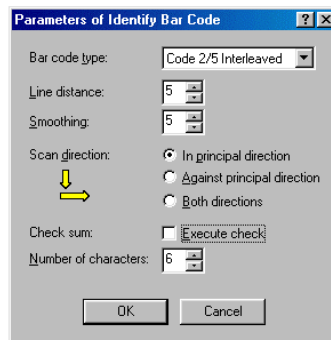 Parameters of Identify Bar Code
Bar code type: Code 2/5 Interleaved
Line distance: 5
Smoothing: 5
Scan direction: In principal direction
Against principal direction
Both directions
Check sum: Execute check
Number of characters: 6
OK Cancel